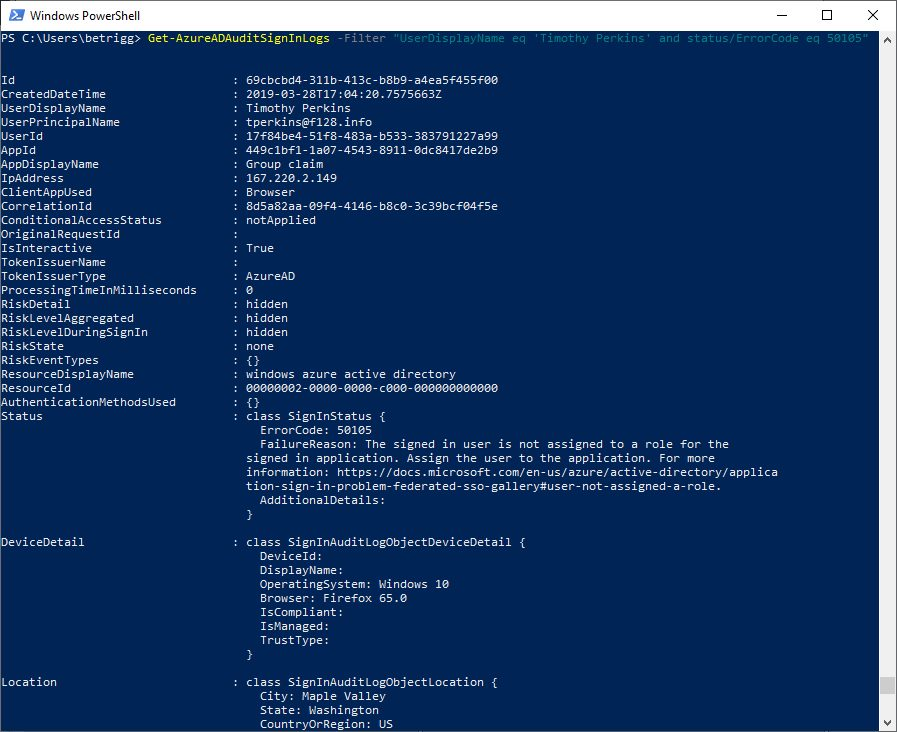 Windows PowerShell
PS C:\Users\betrigg> Get-AzureADAuditSignInLogs -Filter "UserDisplayName eq 'Timothy Perkins' and status/ErrorCode eq 50105"
Id : 69cbcbd4-311b-413c-b8b9-a4ea5f455f00
CreatedDateTime : 2019-03-28T17:04:20.7575663Z
UserDisplayName : Timothy Perkins
UserPrincipalName : tperkins@f128.info
UserId : 17f84be4-51f8-483a-b533-383791227a99
AppId : 449c1bf1-1a07-4543-8911-0dc8417de2b9
AppDisplayName : Group claim
IpAddress : 167.220.2.149
ClientAppUsed : Browser
CorrelationId : 8d5a82aa-09f4-4146-b8c0-3c39bcf04f5e
ConditionalAccessStatus : notApplied
OriginalRequestId :
IsInteractive : True
TokenIssuerName :
TokenIssuerType : AzureAD
ProcessingTimeInMilliseconds : 0
RiskDetail : hidden
RiskLevelAggregated : hidden
RiskLevelDuringSignIn : hidden
RiskState : none
RiskEventTypes : {}
ResourceDisplayName : windows azure active directory
ResourceId : 00000002-0000-0000-c000-000000000000
AuthenticationMethodsUsed : {}
Status : class SignInStatus {
ErrorCode: 50105
FailureReason: The signed in user is not assigned to a role for the
signed in application. Assign the user to the application. For more
information: https://docs.microsoft.com/en-us/azure/active-directory/applica
tion-sign-in-problem-federated-sso-gallery#user-not-assigned-a-role.
AdditionalDetails:
}
DeviceDetail : class SignInAuditLogObjectDeviceDetail {
DeviceId:
DisplayName:
OperatingSystem: Windows 10
Browser: Firefox 65.0
IsCompliant:
IsManaged:
TrustType:
}
Location : class SignInAuditLogObjectLocation {
City: Maple Valley
State: Washington
CountryOrRegion: US